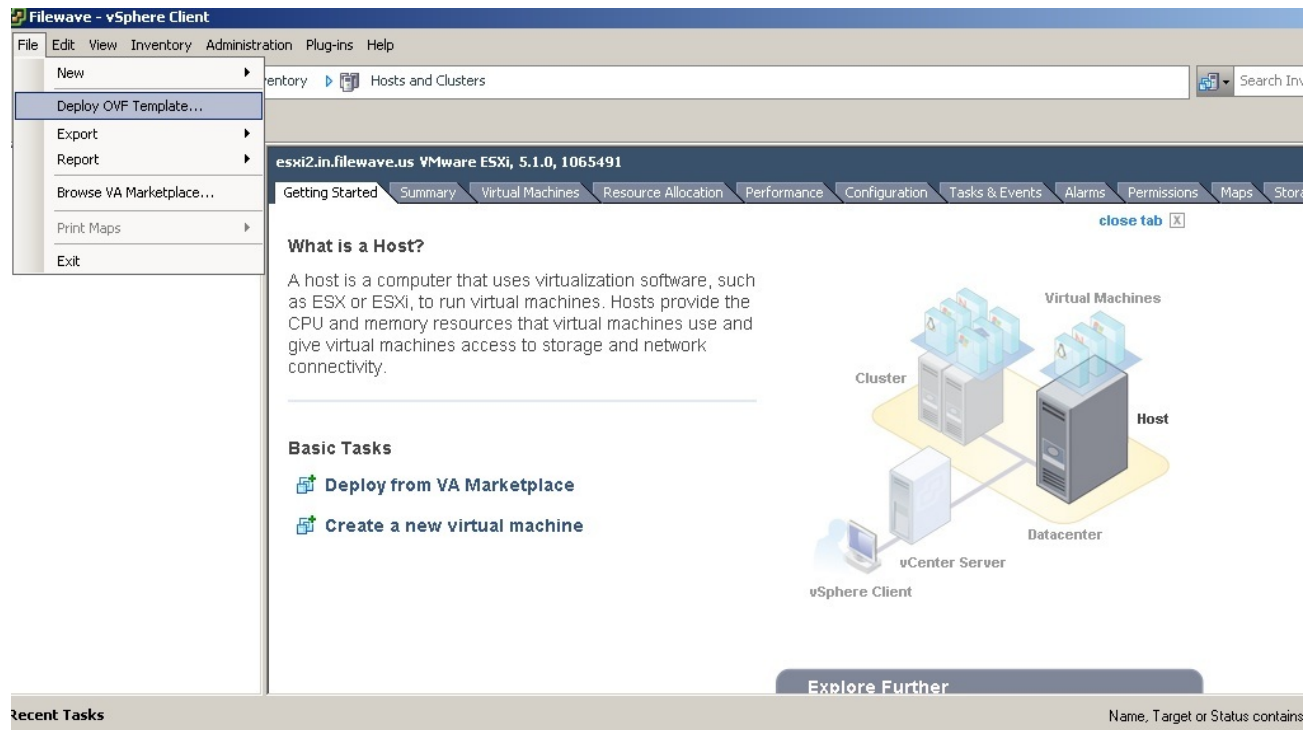 Filewave - vSphere Client
File Edit View Inventory Administration Plug-ins Help
New
Hosts and Clusters
Search Inv
Deploy OVF Template...
Export
Report
Browse VA Marketplace...
Print Maps
Exit
esxi2.in.filewave.us VMware ESXi, 5.1.0, 1065491
Getting Started Summary Virtual Machines Resource Allocation Performance Configuration Tasks & Events Alarms Permissions Maps Stora
close tab X
What is a Host?
A host is a computer that uses virtualization software, such
as ESX or ESXi, to run virtual machines. Hosts provide the
CPU and memory resources that virtual machines use and
give virtual machines access to storage and network
connectivity.
Basic Tasks
Deploy from VA Marketplace
Create a new virtual machine
Virtual Machines
Cluster
Host
Datacenter
vCenter Server
vSphere Client
Explore Further
Recent Tasks
Name, Target or Status contains